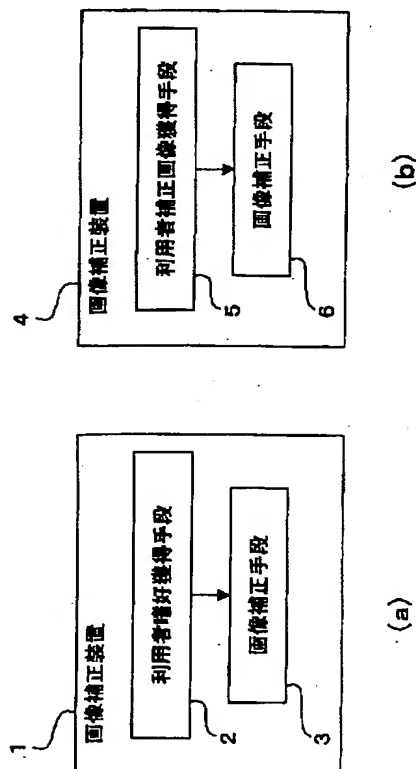 1
画像補正装置
利用者嗜好獲得手段
2
画像補正手段
3
(a)
4
画像補正装置
利用者補正画像獲得手段
5
画像補正手段
6
(b)